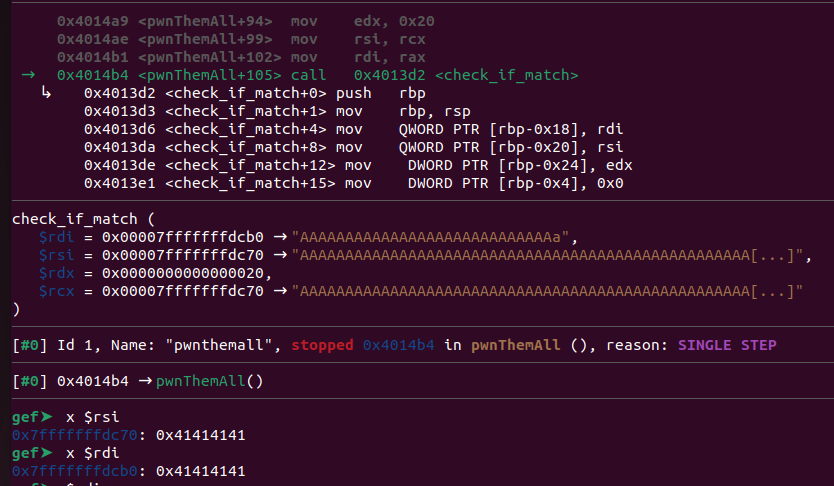 0x4014a9 <pwnThemAll+94> mov edx, 0x20
0x4014ae <pwnThemAll+99> mov rsi, rcx
0x4014b1 <pwnThemAll+102> mov rdi, rax
→ 0x4014b4 <pwnThemAll+105> call 0x4013d2 <check_if_match>
↳ 0x4013d2 <check_if_match+0> push rbp
0x4013d3 <check_if_match+1> mov rbp, rsp
0x4013d6 <check_if_match+4> mov QWORD PTR [rbp-0x18], rdi
0x4013da <check_if_match+8> mov QWORD PTR [rbp-0x20], rsi
0x4013de <check_if_match+12> mov DWORD PTR [rbp-0x24], edx
0x4013e1 <check_if_match+15> mov DWORD PTR [rbp-0x4], 0x0
check_if_match (
$rdi = 0x00007fffffffdcb0 → "AAAAAAAAAAAAAAAAAAAAAAAAAAAAa",
$rsi = 0x00007fffffffdc70 → "AAAAAAAAAAAAAAAAAAAAAAAAAAAAAAAAAAAAAAAAAAAAAAAAAA[...]",
$rdx = 0x0000000000000020,
$rcx = 0x00007fffffffdc70 → "AAAAAAAAAAAAAAAAAAAAAAAAAAAAAAAAAAAAAAAAAAAAAAAAAA[...]"
)
[#0] Id 1, Name: "pwnthemall", stopped 0x4014b4 in pwnThemAll (), reason: SINGLE STEP
[#0] 0x4014b4 → pwnThemAll()
gef➤ x $rsi
0x7fffffffdc70: 0x41414141
gef➤ x $rdi
0x7fffffffdcb0: 0x41414141